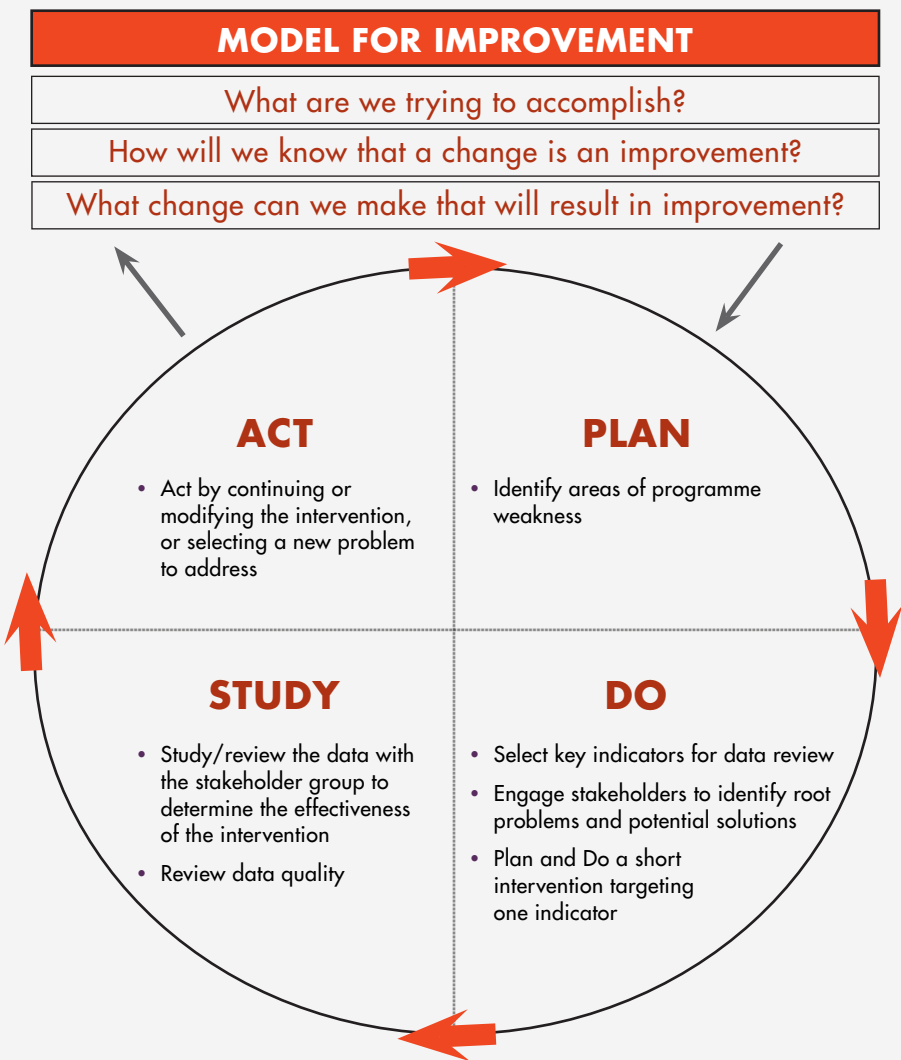 MODEL FOR IMPROVEMENT
What are we trying to accomplish?
How will we know that a change is an improvement?
What change can we make that will result in improvement?
ACT
• Act by continuing or
modifying the intervention,
or selecting a new problem
to address
PLAN
• Identify areas of programme
weakness
STUDY
• Study/review the data with
the stakeholder group to
determine the effectiveness
of the intervention
• Review data quality
DO
• Select key indicators for data review
• Engage stakeholders to identify root
problems and potential solutions
• Plan and Do a short
intervention targeting
one indicator